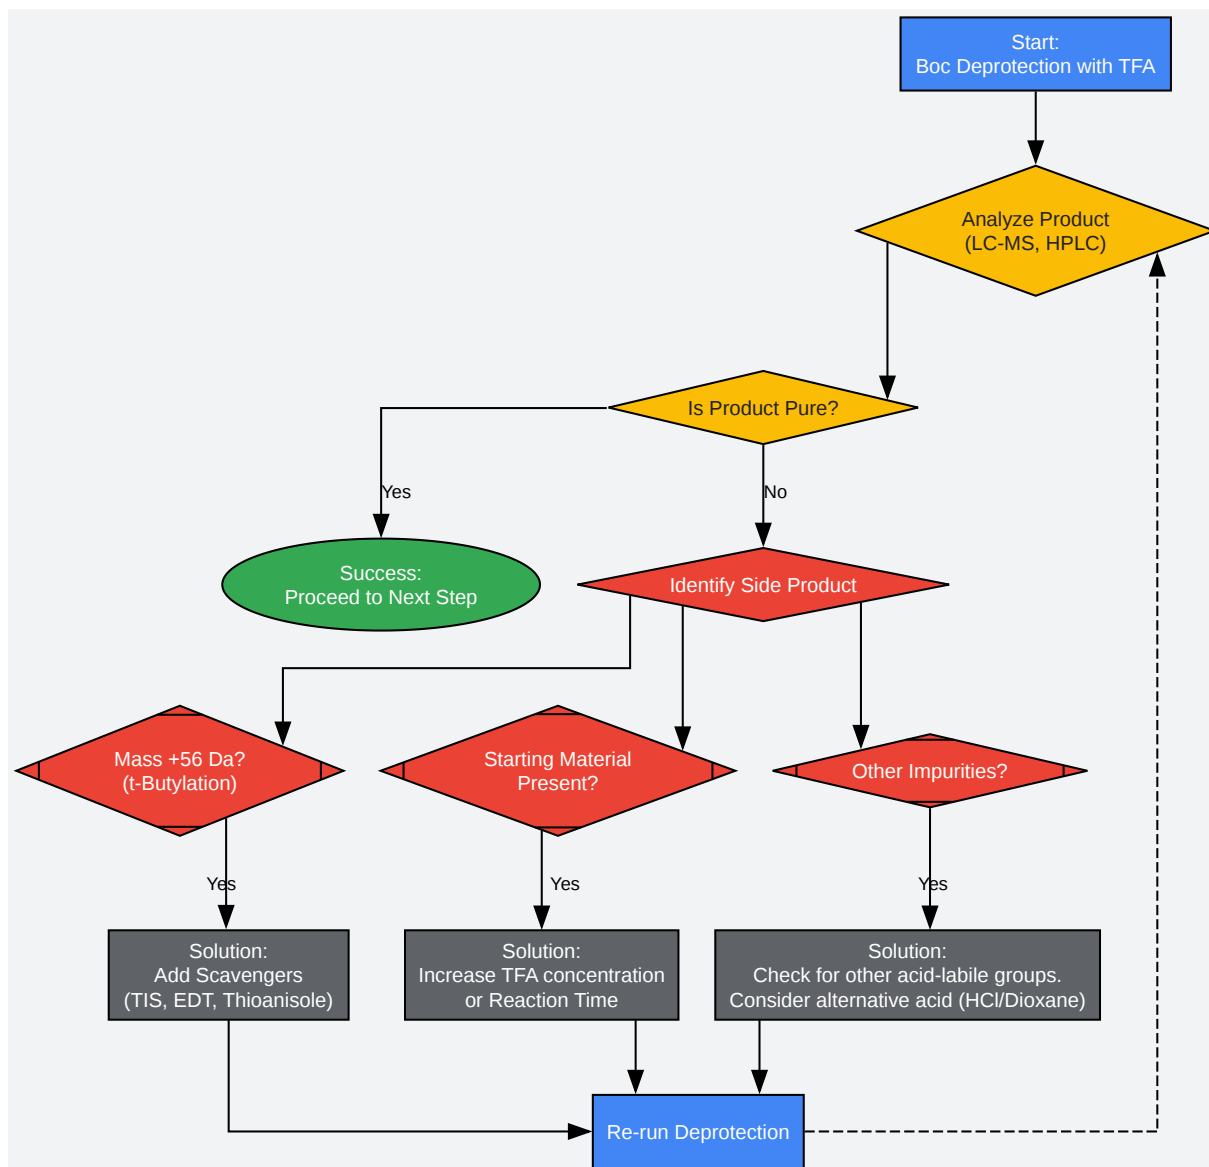 Start:
Boc Deprotection with TFA
Analyze Product
(LC-MS, HPLC)
Is Product Pure?
Yes
No
Success:
Proceed to Next Step
Identify Side Product
Mass +56 Da?
(t-Butylation)
Starting Material
Present?
Other Impurities?
Yes
Yes
Yes
Solution:
Add Scavengers
(TIS, EDT, Thioanisole)
Solution:
Increase TFA concentration
or Reaction Time
Solution:
Check for other acid-labile groups.
Consider alternative acid (HCl/Dioxane)
Re-run Deprotection